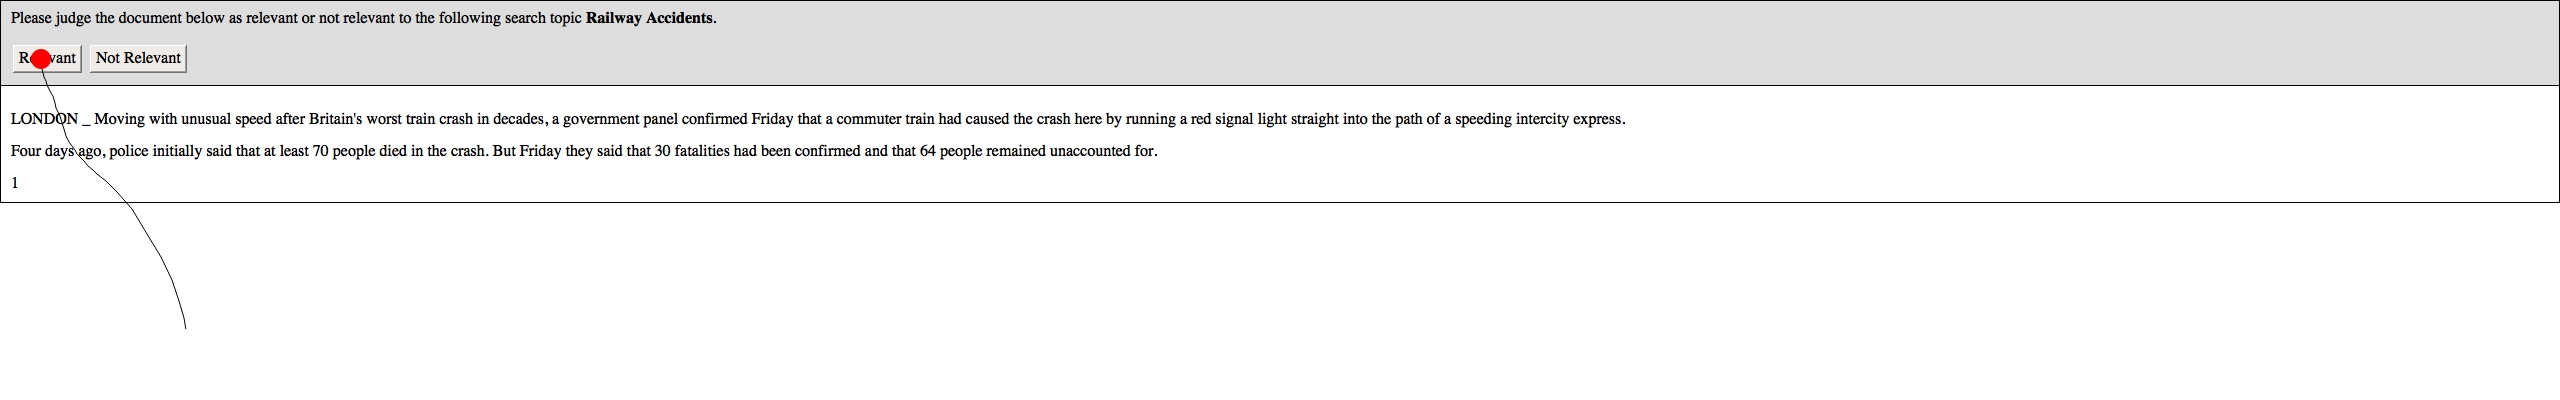 Please judge the document below as relevant or not relevant to the following search topic Railway Accidents.
Not Relevant
LONDON _ Moving with unusual speed after Britain's worst train crash in decades, a government panel confirmed Friday that a commuter train had caused the crash here by running a red signal light straight into the path of a speeding intercity express.
Four days ago, police initially said that at least 70 people died in the crash. But Friday they said that 30 fatalities had been confirmed and that 64 people remained unaccounted for.
1